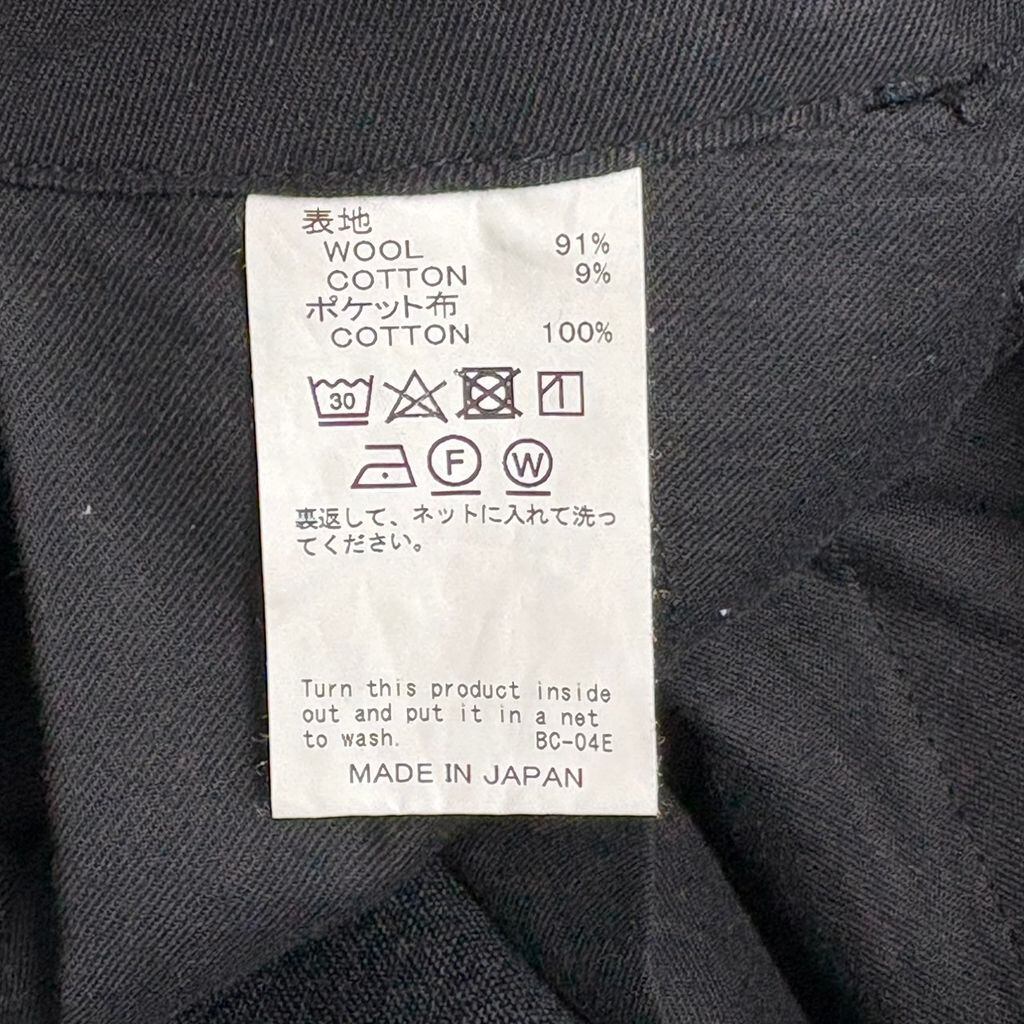 表地
WOOL 91%
COTTON 9%
ポケット布
COTTON 100%
30
F W
裏返して、ネットに入れて洗っ
てください。
Turn this product inside
out and put it in a net
to wash. BC-04E
MADE IN JAPAN